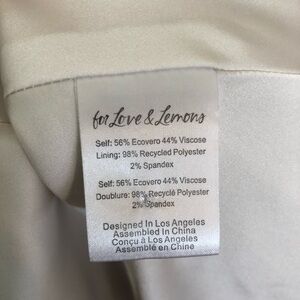 for Love & Lemons
Self: 56% Ecovero 44% Viscose
Lining: 98% Recycled Polyester
2% Spandex
Self: 56% Ecovero 44% Viscose
Doublure: 98% Recyclé Polyester
2% Spandex
Designed In Los Angeles
Assembled In China
Conçu à Los Angeles
Assemblé en Chine